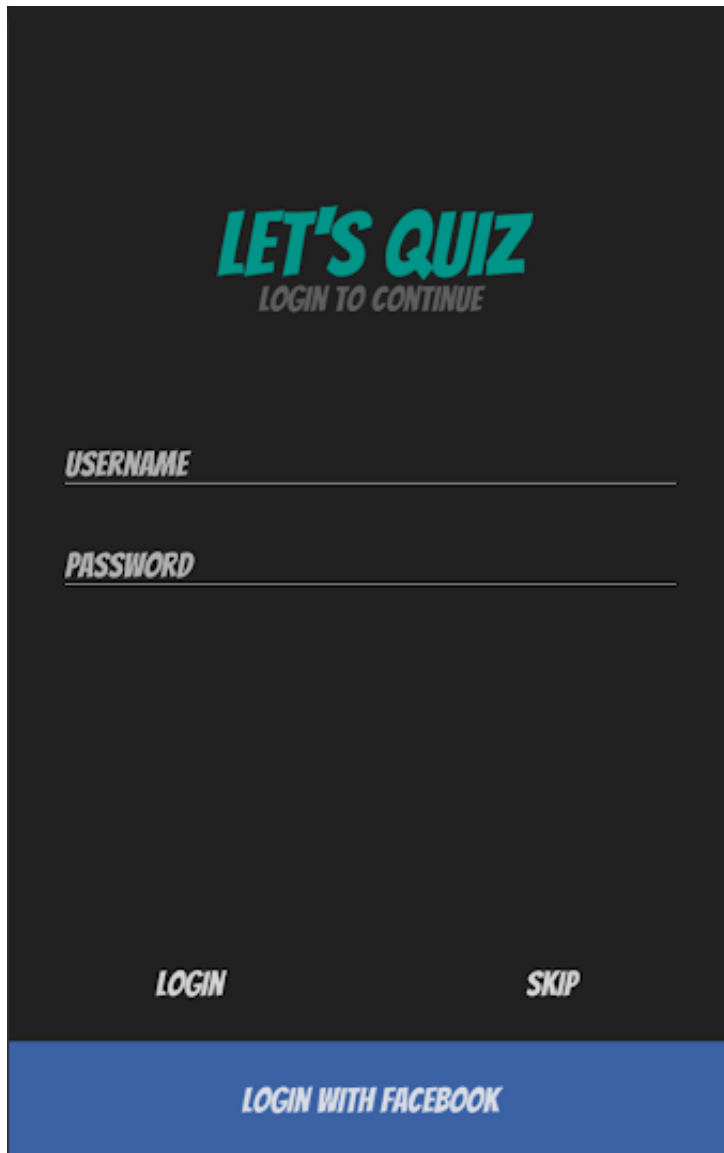 LET'S QUIZ
LOGIN TO CONTINUE
USERNAME
PASSWORD
LOGIN SKIP
LOGIN WITH FACEBOOK